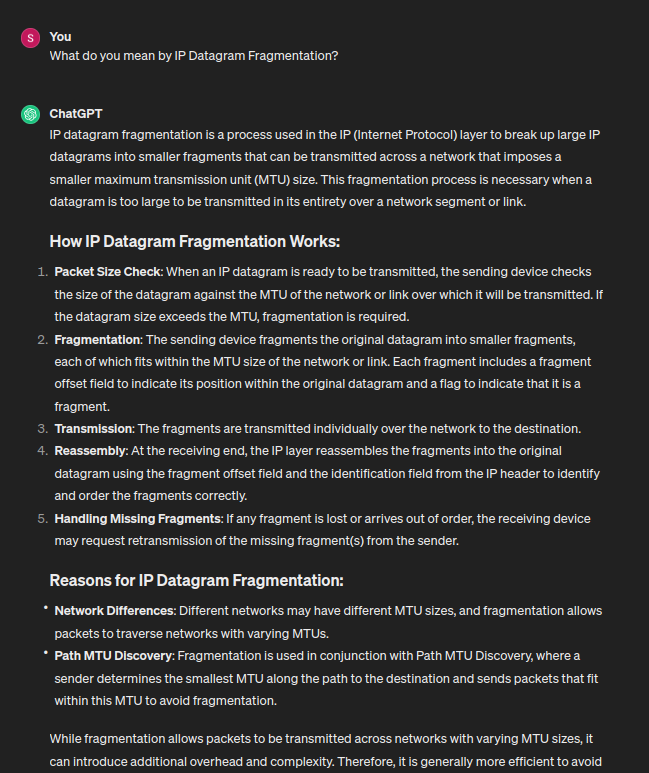 S You
What do you mean by IP Datagram Fragmentation?
ChatGPT
IP datagram fragmentation is a process used in the IP (Internet Protocol) layer to break up large IP
datagrams into smaller fragments that can be transmitted across a network that imposes a
smaller maximum transmission unit (MTU) size. This fragmentation process is necessary when a
datagram is too large to be transmitted in its entirety over a network segment or link.
How IP Datagram Fragmentation Works:
1. Packet Size Check: When an IP datagram is ready to be transmitted, the sending device checks
the size of the datagram against the MTU of the network or link over which it will be transmitted. If
the datagram size exceeds the MTU, fragmentation is required.
2. Fragmentation: The sending device fragments the original datagram into smaller fragments,
each of which fits within the MTU size of the network or link. Each fragment includes a fragment
offset field to indicate its position within the original datagram and a flag to indicate that it is a
fragment.
3. Transmission: The fragments are transmitted individually over the network to the destination.
4. Reassembly: At the receiving end, the IP layer reassembles the fragments into the original
datagram using the fragment offset field and the identification field from the IP header to identify
and order the fragments correctly.
5. Handling Missing Fragments: If any fragment is lost or arrives out of order, the receiving device
may request retransmission of the missing fragment(s) from the sender.
Reasons for IP Datagram Fragmentation:
• Network Differences: Different networks may have different MTU sizes, and fragmentation allows
packets to traverse networks with varying MTUs.
• Path MTU Discovery: Fragmentation is used in conjunction with Path MTU Discovery, where a
sender determines the smallest MTU along the path to the destination and sends packets that fit
within this MTU to avoid fragmentation.
While fragmentation allows packets to be transmitted across networks with varying MTU sizes, it
can introduce additional overhead and complexity. Therefore, it is generally more efficient to avoid